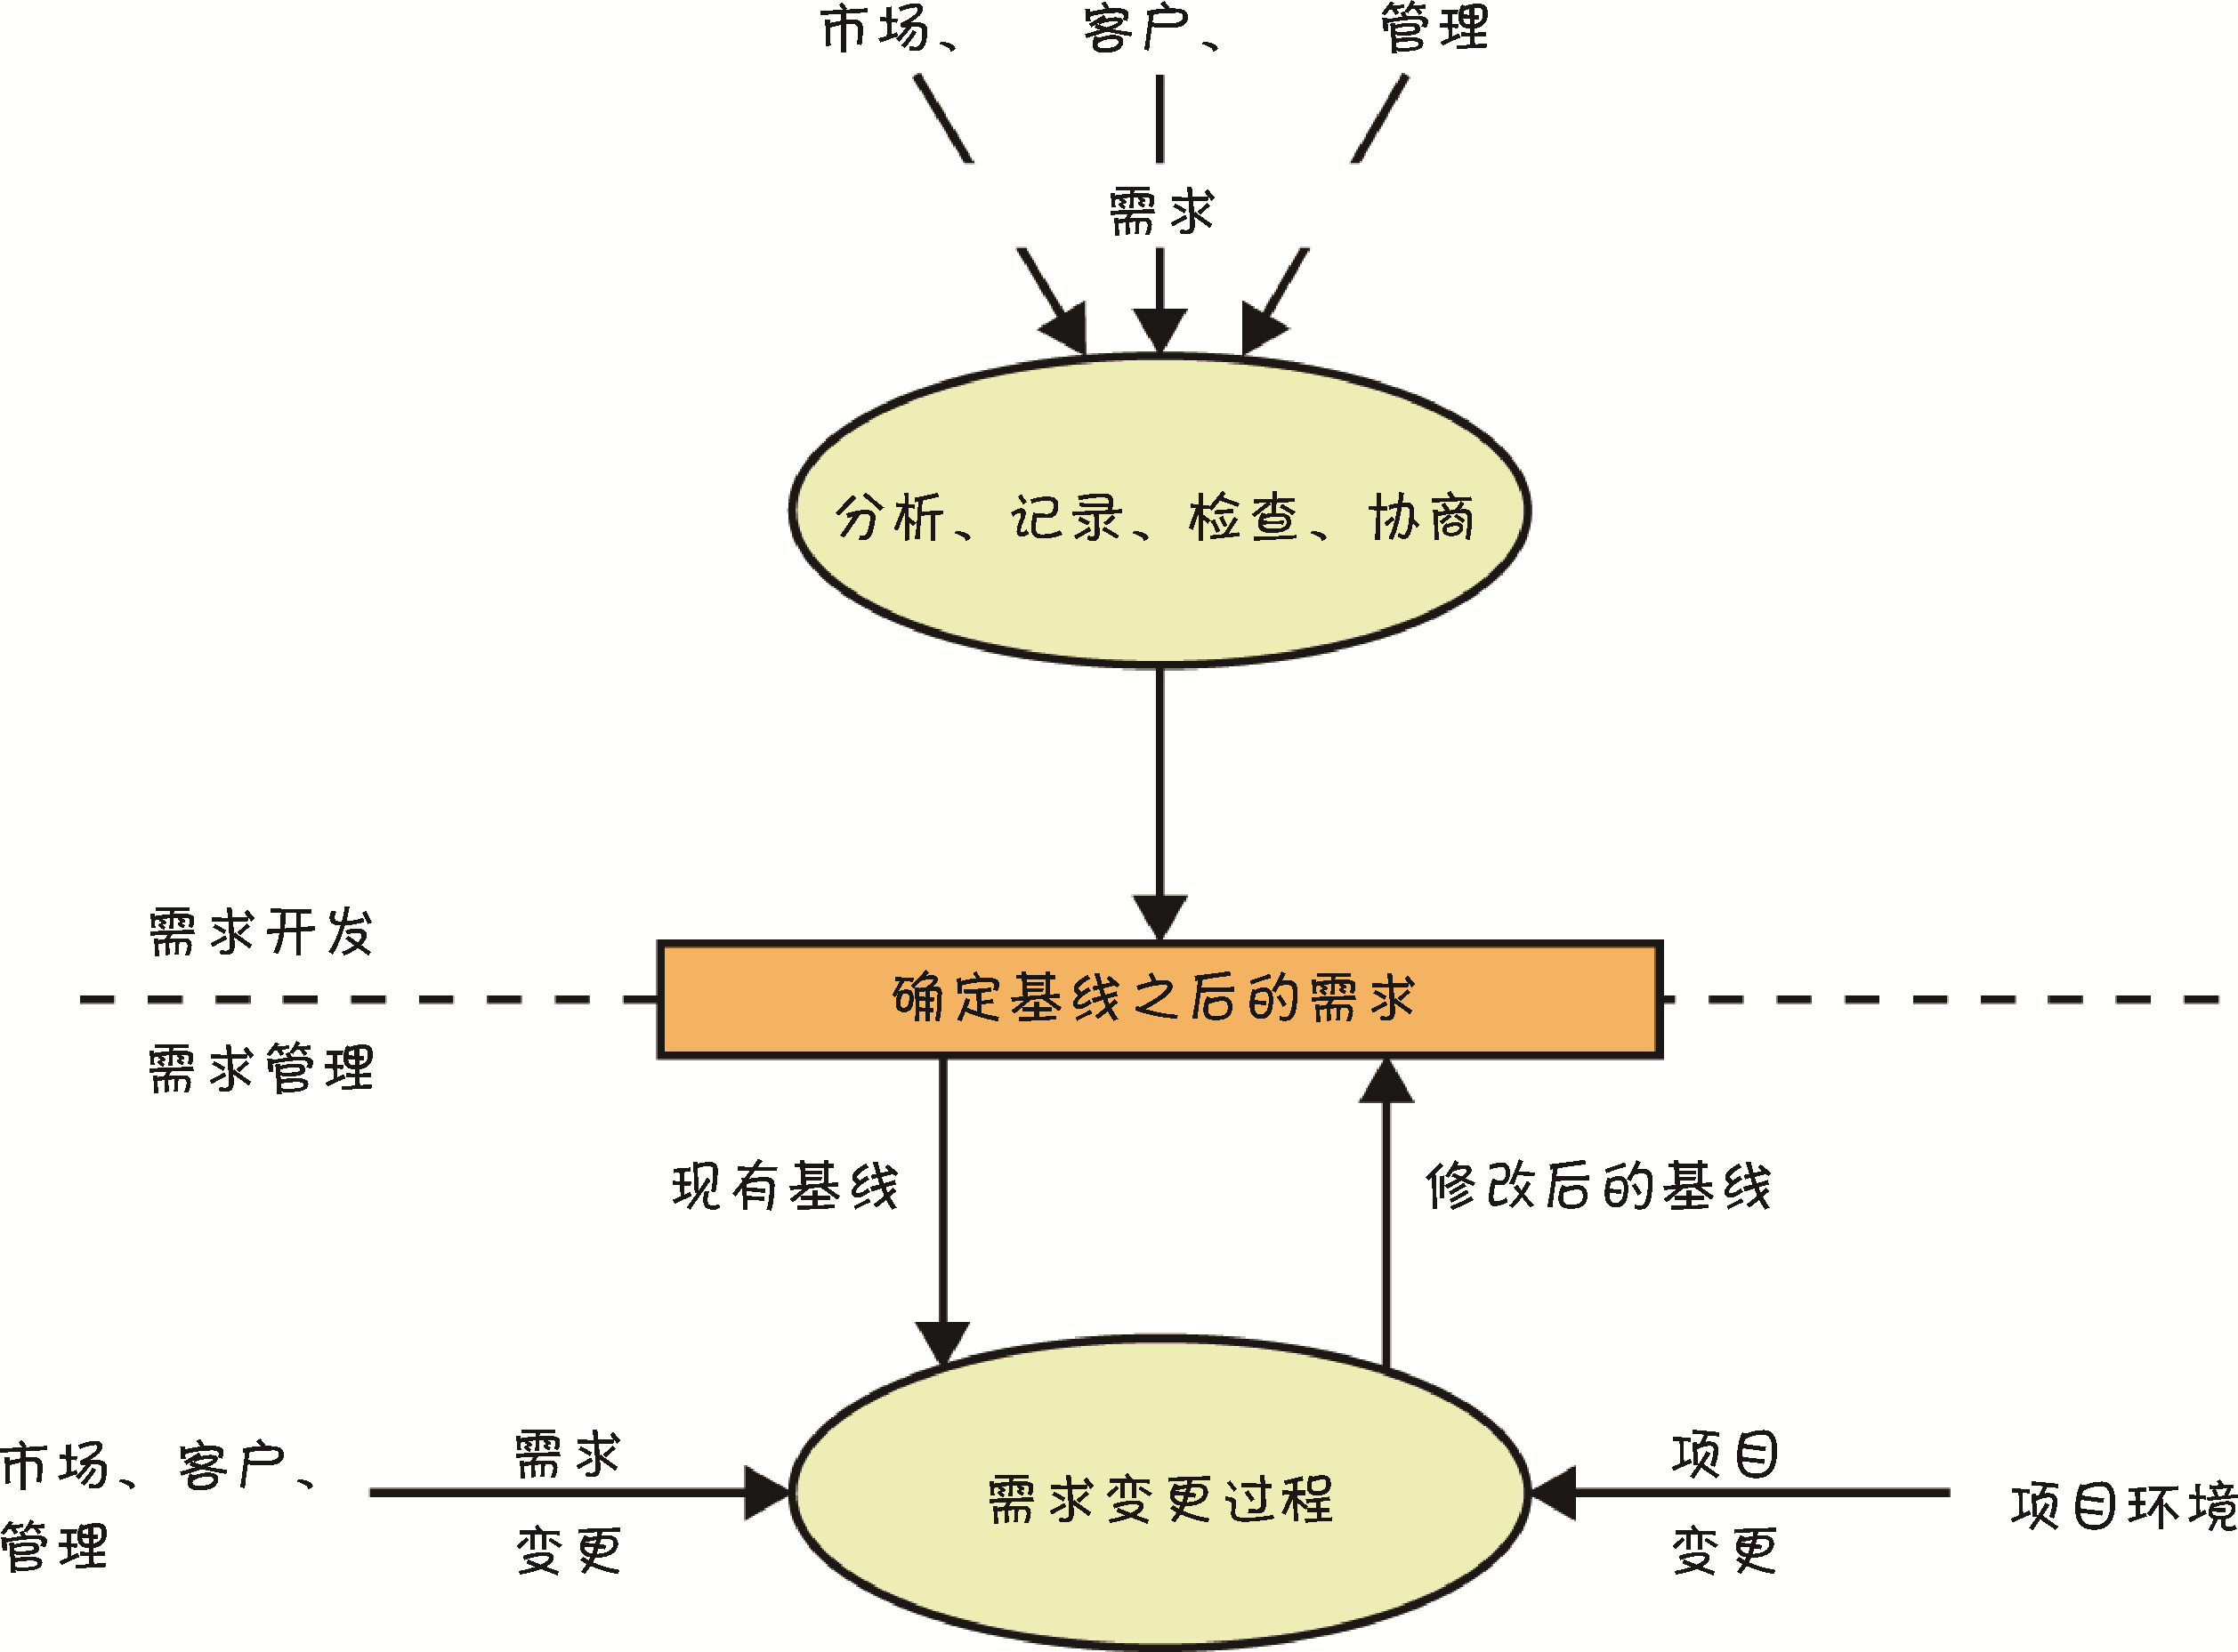 市场、 客户、 管理
需求
分析、记录、检查、协商
需求开发
确定基线之后的需求
需求管理
现有基线
修改后的基线
市场、客户、
管理
需求
变更
需求变更过程
项目
变更
项目环境